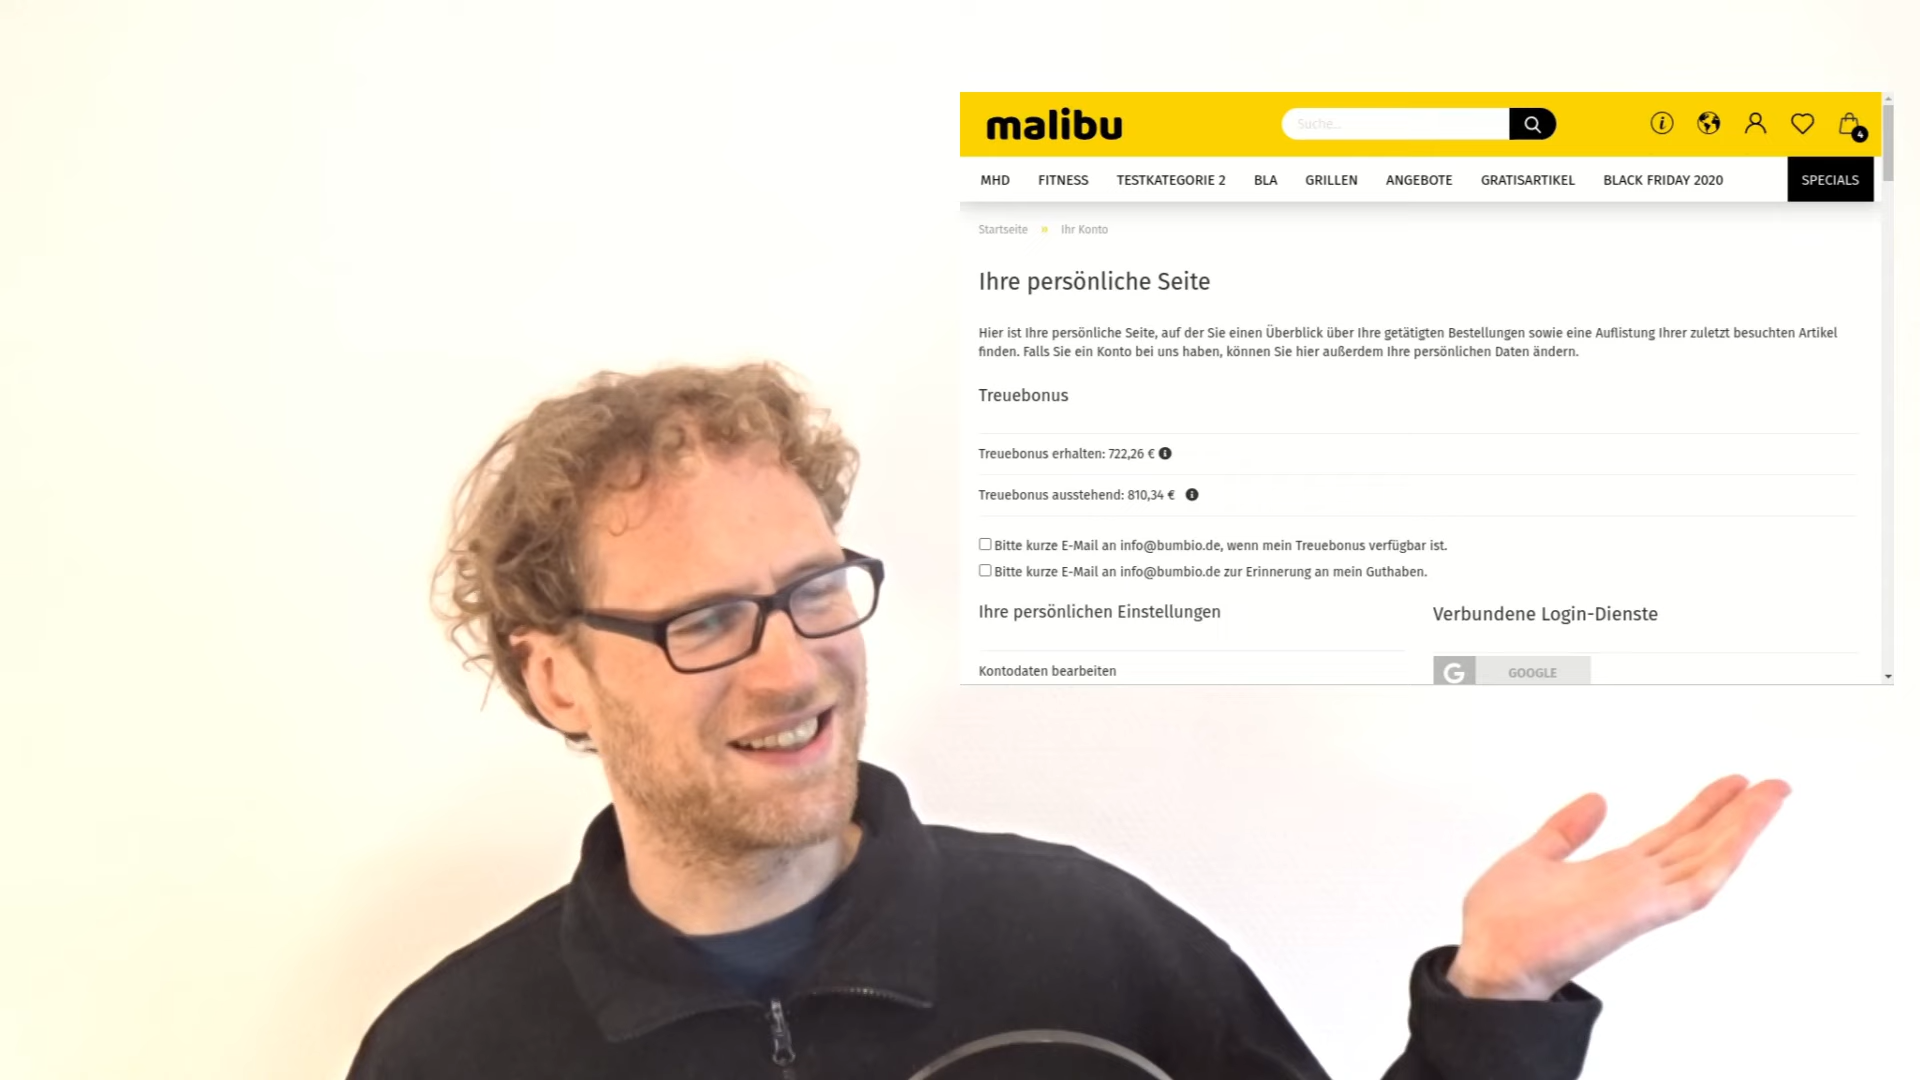 malibu
Suche...
4
MHD FITNESS TESTKATEGORIE 2 BLA GRILLEN ANGEBOTE GRATISARTIKEL BLACK FRIDAY 2020 SPECIALS
Startseite » Ihr Konto
Ihre persönliche Seite
Hier ist Ihre persönliche Seite, auf der Sie einen Überblick über Ihre getätigten Bestellungen sowie eine Auflistung Ihrer zuletzt besuchten Artikel
finden. Falls Sie ein Konto bei uns haben, können Sie hier außerdem Ihre persönlichen Daten ändern.
Treuebonus
Treuebonus erhalten: 722,26 €
Treuebonus ausstehend: 810,34 €
Bitte kurze E-Mail an info@bumbio.de, wenn mein Treuebonus verfügbar ist.
Bitte kurze E-Mail an info@bumbio.de zur Erinnerung an mein Guthaben.
Ihre persönlichen Einstellungen
Kontodaten bearbeiten
Verbundene Login-Dienste
G GOOGLE